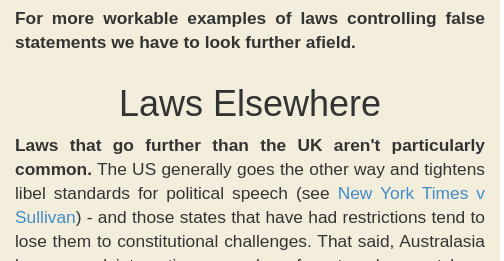 For more workable examples of laws controlling false
statements we have to look further afield.
Laws Elsewhere
Laws that go further than the UK aren't particularly
common. The US generally goes the other way and tightens
libel standards for political speech (see New York Times v
Sullivan) - and those states that have had restrictions tend to
lose them to constitutional challenges. That said, Australasia